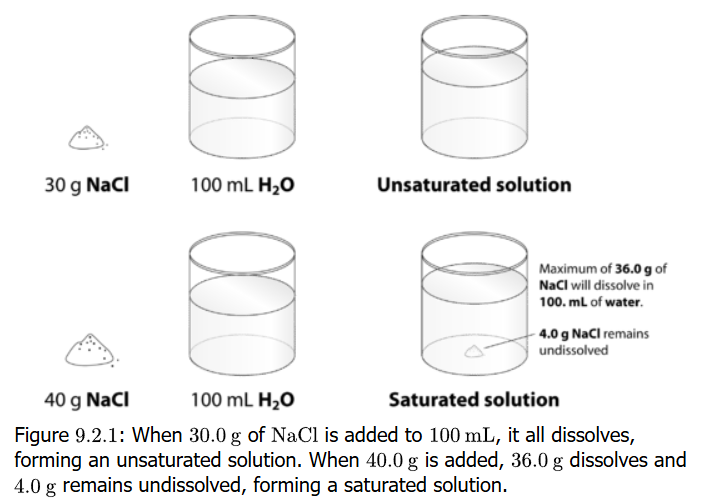 30 g NaCl
100 mL H₂O
Unsaturated solution
Maximum of 36.0 g of
NaCl will dissolve in
100. mL of water.
4.0 g NaCl remains
undissolved
40 g NaCl
100 mL H₂O
Saturated solution
Figure 9.2.1: When 30.0 g of NaCl is added to 100 mL, it all dissolves,
forming an unsaturated solution. When 40.0 g is added, 36.0 g dissolves and
4.0 g remains undissolved, forming a saturated solution.